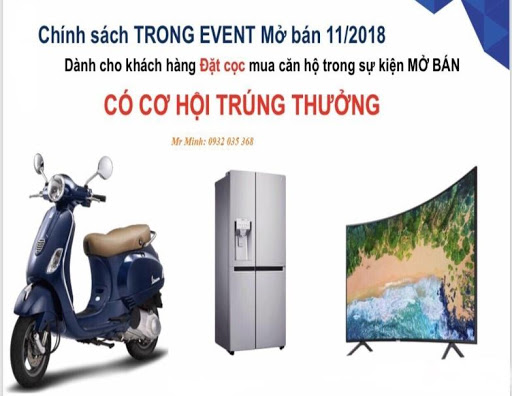 Chính sách TRONG EVENT Mở bán 11/2018
Dành cho khách hàng Đặt cọc mua căn hộ trong sự kiện MỞ BÁN
CÓ CƠ HỘI TRÚNG THƯỞNG
Mr Minh: 0932 035 368